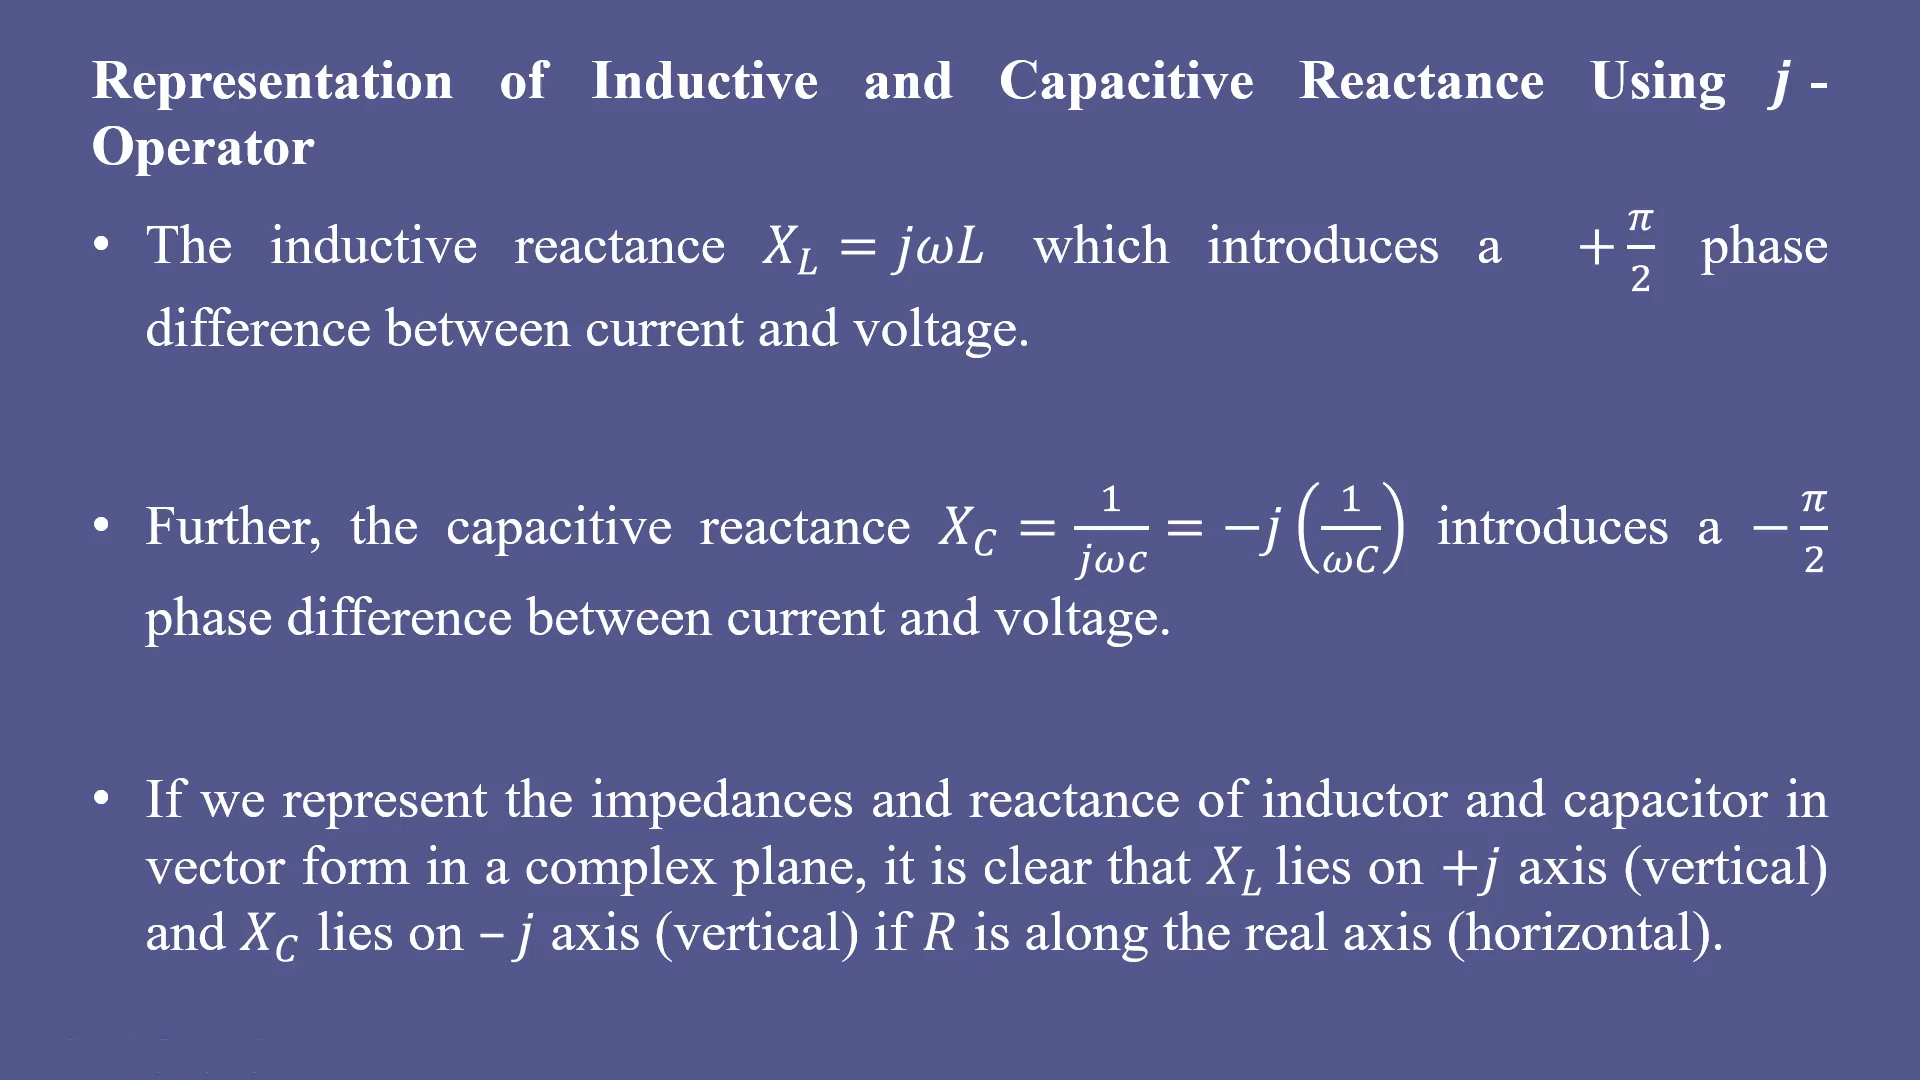 Representation of Inductive and Capacitive Reactance Using j -
Operator
• The inductive reactance X_L = jωL which introduces a +π/2 phase
difference between current and voltage.
• Further, the capacitive reactance X_C = 1/(jωc) = −j(1/(ωC)) introduces a −π/2
phase difference between current and voltage.
• If we represent the impedances and reactance of inductor and capacitor in
vector form in a complex plane, it is clear that X_L lies on +j axis (vertical)
and X_C lies on – j axis (vertical) if R is along the real axis (horizontal).